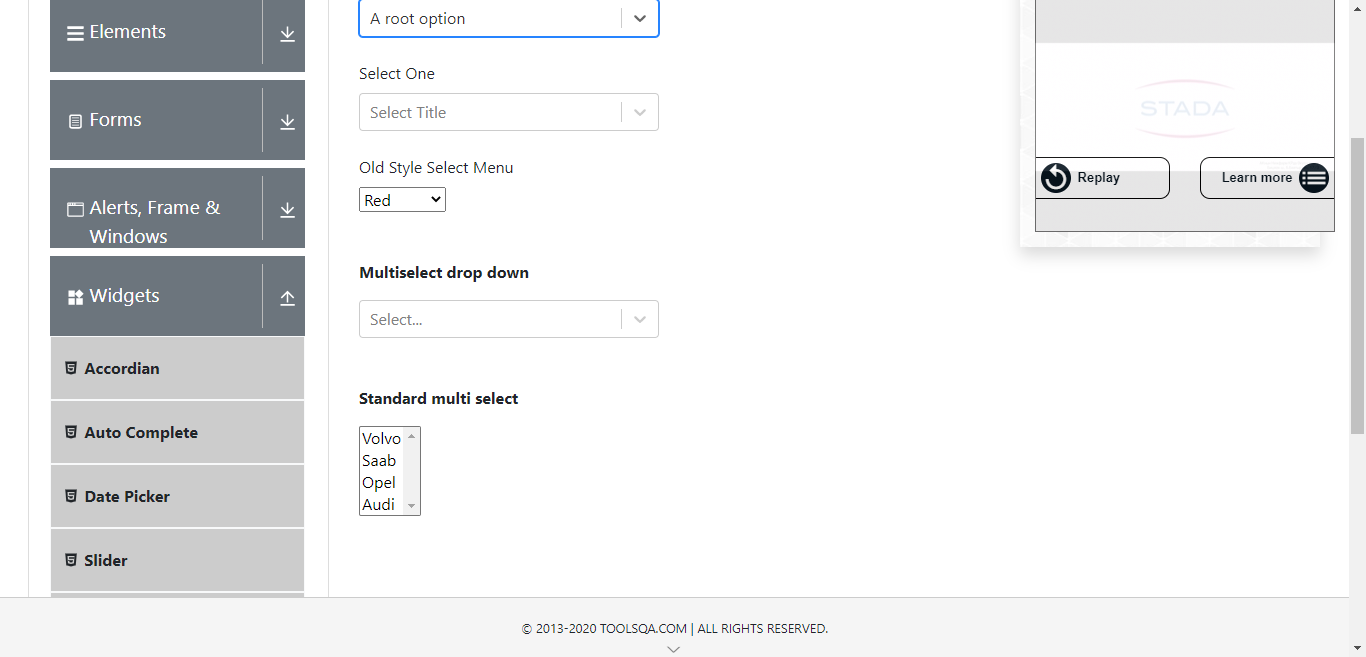 Elements
Forms
Alerts, Frame &
Windows
Widgets
Accordian
Auto Complete
Date Picker
Slider
A root option
Select One
Select Title
Old Style Select Menu
Red
Multiselect drop down
Select...
Standard multi select
Volvo
Saab
Opel
Audi
STADA
Replay
Learn more
© 2013-2020 TOOLSQA.COM | ALL RIGHTS RESERVED.